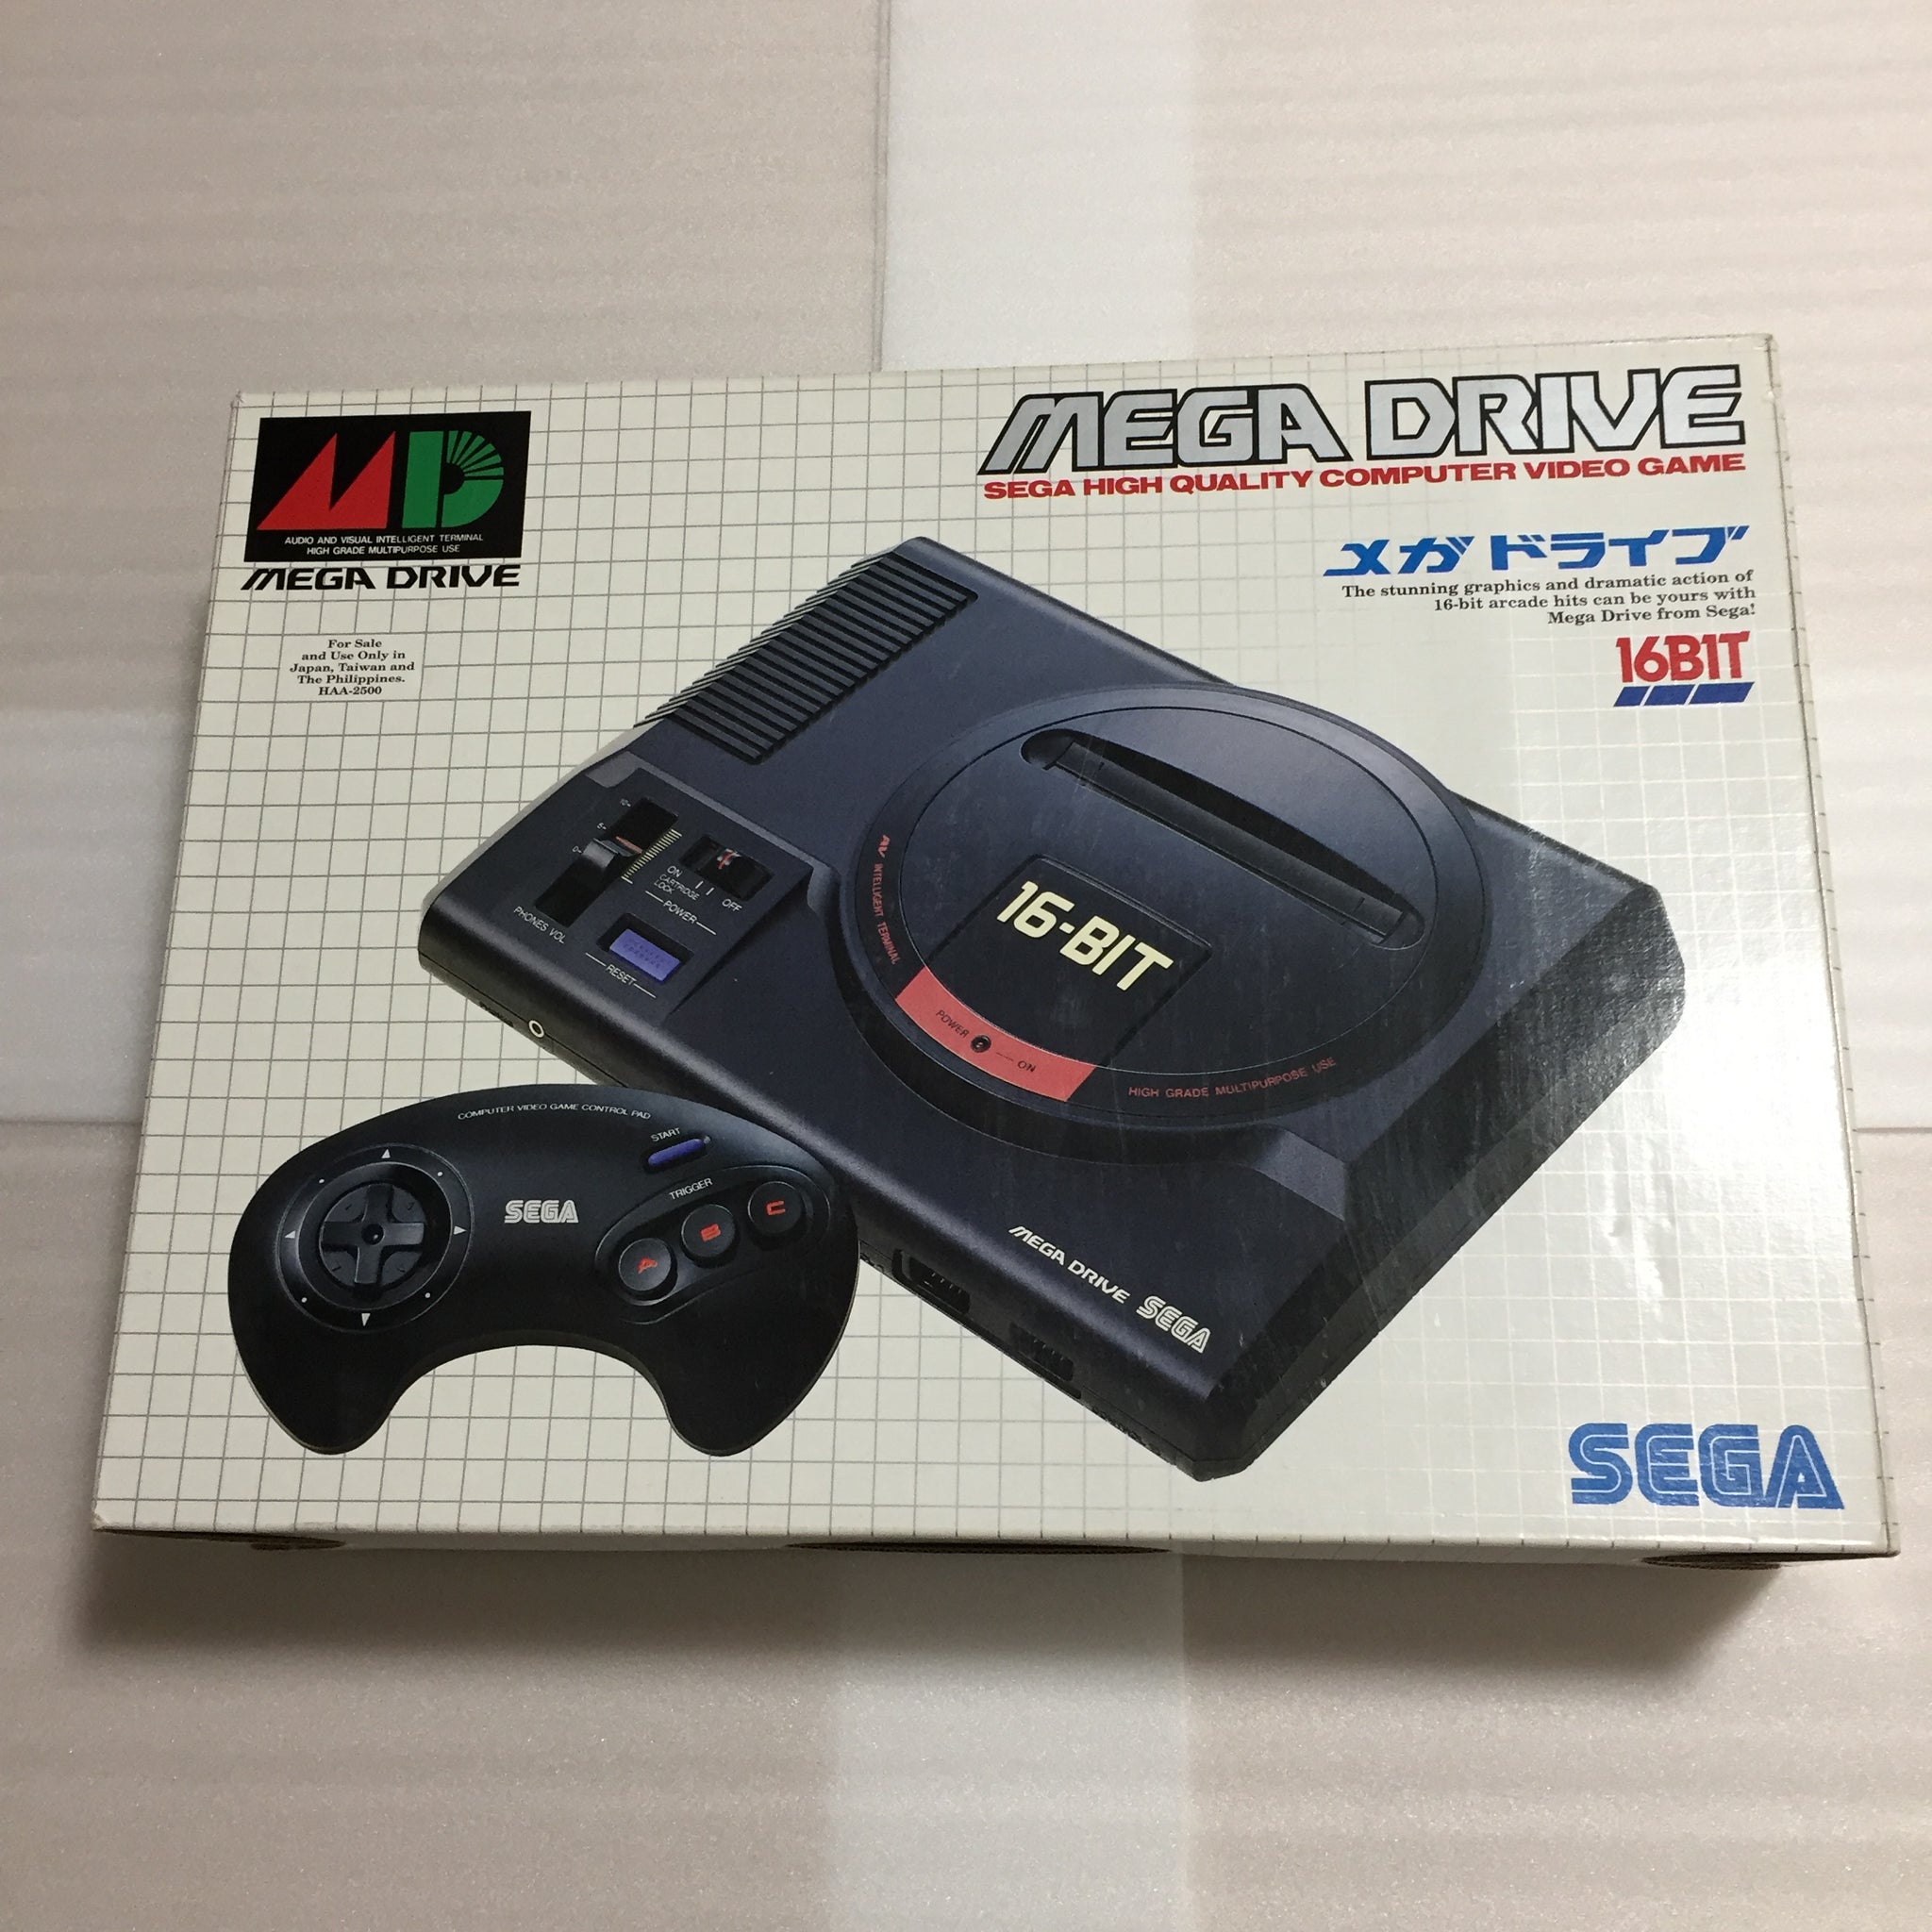 MD
AUDIO AND VISUAL INTELLIGENT TERMINAL
HIGH GRADE MULTIPURPOSE USE
MEGA DRIVE
For Sale
and Use Only in
Japan, Taiwan and
The Philippines.
HAA-2500
MEGA DRIVE
SEGA HIGH QUALITY COMPUTER VIDEO GAME
メガドライブ
The stunning graphics and dramatic action of
16-bit arcade hits can be yours with
Mega Drive from Sega!
16BIT
10
5
0
PHONES VOL
ON
CARTRIDGE
LOCK
OFF
POWER
RESET
AV INTELLIGENT TERMINAL
16-BIT
POWER
ON
HIGH GRADE MULTIPURPOSE USE
MEGA DRIVE SEGA
COMPUTER VIDEO GAME CONTROL PAD
START
SEGA
TRIGGER
A
B
C
SEGA